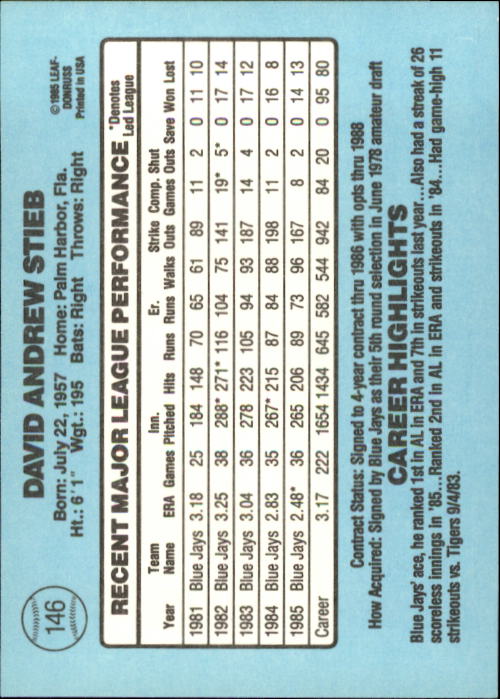 146
DAVID ANDREW STIEB
©1985 LEAF-
DONRUSS
Printed in USA
Born: July 22, 1957 Home: Palm Harbor, Fla.
Ht.: 6'1" Wgt.: 195 Bats: Right Throws: Right
RECENT MAJOR LEAGUE PERFORMANCE *Denotes
Led League
Team Inn. Er. Strike Comp. Shut
Year Name ERA Games Pitched Hits Runs Runs Walks Outs Games Outs Save Won Lost
1981 Blue Jays 3.18 25 184 148 70 65 61 89 11 2 0 11 10
1982 Blue Jays 3.25 38 288* 271* 116 104 75 141 19* 5* 0 17 14
1983 Blue Jays 3.04 36 278 223 105 94 93 187 14 4 0 17 12
1984 Blue Jays 2.83 35 267* 215 87 84 88 198 11 2 0 16 8
1985 Blue Jays 2.48* 36 265 206 89 73 96 167 8 2 0 14 13
Career 3.17 222 1654 1434 645 582 544 942 84 20 0 95 80
Contract Status: Signed to 4-year contract thru 1986 with opts thru 1988
How Acquired: Signed by Blue Jays as their 5th round selection in June 1978 amateur draft
CAREER HIGHLIGHTS
Blue Jays' ace, he ranked 1st in AL in ERA and 7th in strikeouts last year...Also had a streak of 26
scoreless innings in '85...Ranked 2nd in AL in ERA and strikeouts in '84...Had game-high 11
strikeouts vs. Tigers 9/4/83.